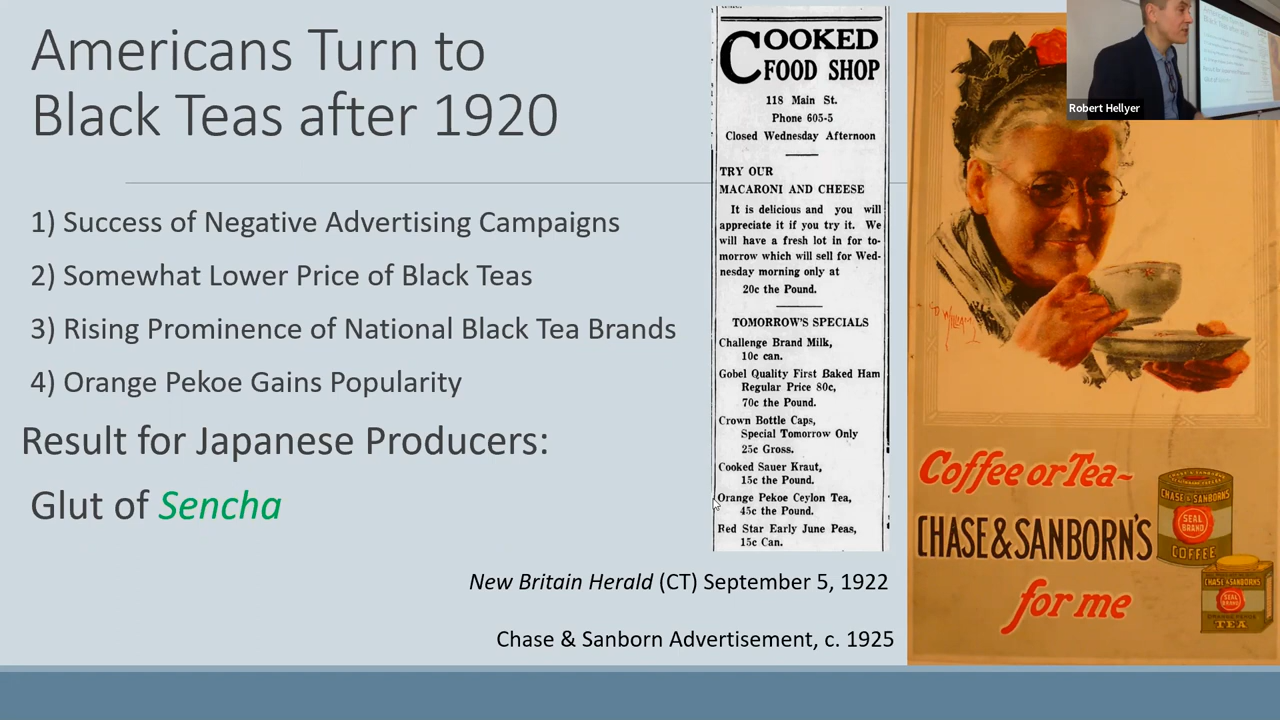 Americans Turn to
Black Teas after 1920
1) Success of Negative Advertising Campaigns
2) Somewhat Lower Price of Black Teas
3) Rising Prominence of National Black Tea Brands
4) Orange Pekoe Gains Popularity
Result for Japanese Producers:
Glut of Sencha
COOKED
FOOD SHOP
118 Main St.
Phone 605-5
Closed Wednesday Afternoon
TRY OUR
MACARONI AND CHEESE
It is delicious and you will
appreciate it if you try it. We
will have a fresh lot in for to-
morrow which will sell for Wed-
nesday morning only at
20c the Pound.
TOMORROW'S SPECIALS
Challenge Brand Milk,
10c can.
Gobel Quality First Baked Ham
Regular Price 80c,
70c the Pound.
Crown Bottle Caps,
Special Tomorrow Only
25c Gross.
Cooked Sauer Kraut,
15c the Pound.
Orange Pekoe Ceylon Tea,
45c the Pound.
Red Star Early June Peas,
15c Can.
New Britain Herald (CT) September 5, 1922
Chase & Sanborn Advertisement, c. 1925
Robert Hellyer
Coffee or Tea~
CHASE & SANBORN'S
for me
CHASE & SANBORN'S
SEAL
BRAND
COFFEE
CHASE & SANBORN'S
SEAL
BRAND
TEA